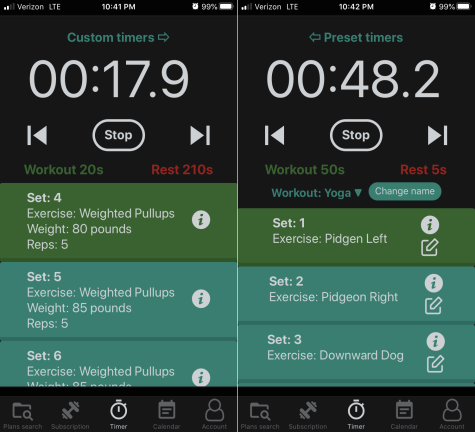 Verizon LTE 10:41 PM 99%
Custom timers ⇨
00:17.9
Stop
Workout 20s Rest 210s
Set: 4
Exercise: Weighted Pullups
Weight: 80 pounds
Reps: 5
Set: 5
Exercise: Weighted Pullups
Weight: 85 pounds
Reps: 5
Set: 6
Exercise: Weighted Pullups
Weight: 85 pounds
Plans search Subscription Timer Calendar Account
Verizon LTE 10:42 PM 99%
⇦ Preset timers
00:48.2
Stop
Workout 50s Rest 5s
Workout: Yoga ▼ Change name
Set: 1
Exercise: Pidgen Left
Set: 2
Exercise: Pidgeon Right
Set: 3
Exercise: Downward Dog
Plans search Subscription Timer Calendar Account